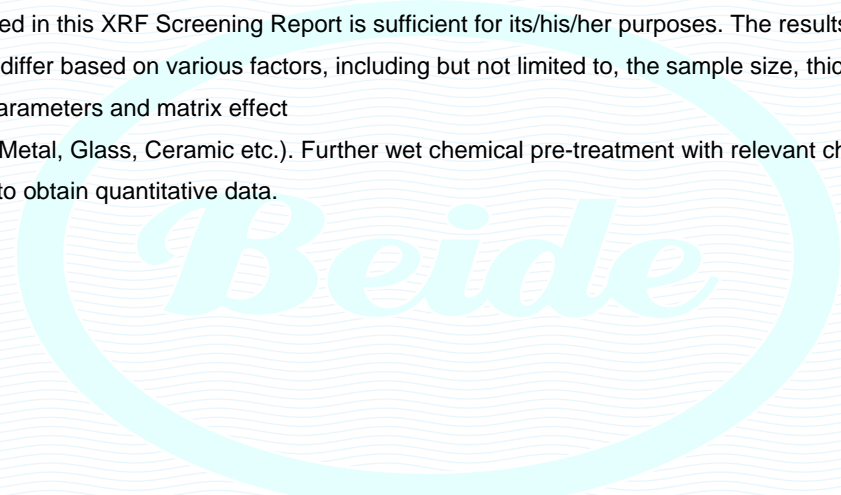 ed in this XRF Screening Report is sufficient for its/his/her purposes. The results
differ based on various factors, including but not limited to, the sample size, thic
arameters and matrix effect
Metal, Glass, Ceramic etc.). Further wet chemical pre-treatment with relevant ch
to obtain quantitative data.
Beide